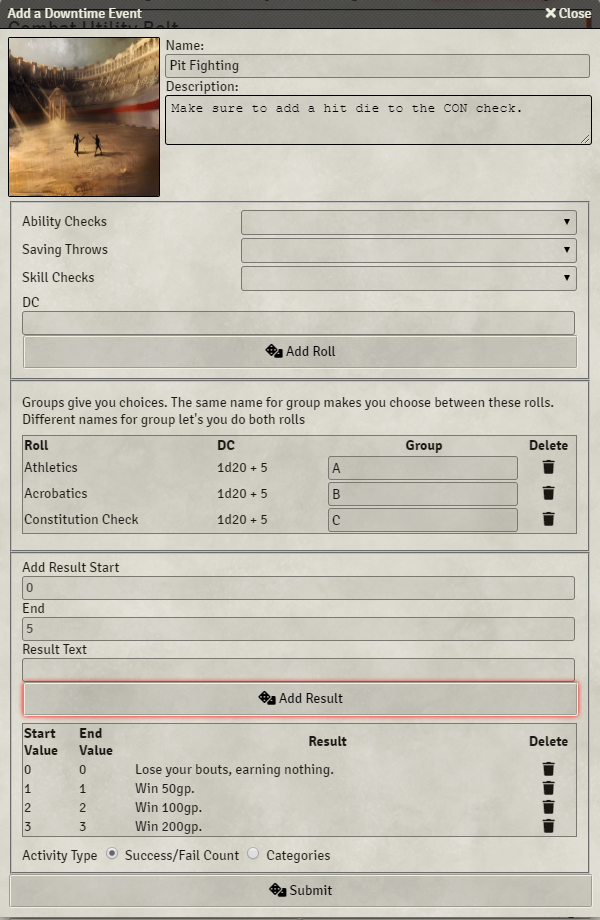 Add a Downtime Event
Close
Combat Utility Belt
Name:
Pit Fighting
Description:
Make sure to add a hit die to the CON check.
Ability Checks
Saving Throws
Skill Checks
DC
Add Roll
Groups give you choices. The same name for group makes you choose between these rolls.
Different names for group let's you do both rolls
Roll DC Group Delete
Athletics 1d20 + 5 A
Acrobatics 1d20 + 5 B
Constitution Check 1d20 + 5 C
Add Result Start
0
End
5
Result Text
Add Result
Start Value End Value Result Delete
0 0 Lose your bouts, earning nothing.
1 1 Win 50gp.
2 2 Win 100gp.
3 3 Win 200gp.
Activity Type Success/Fail Count Categories
Submit